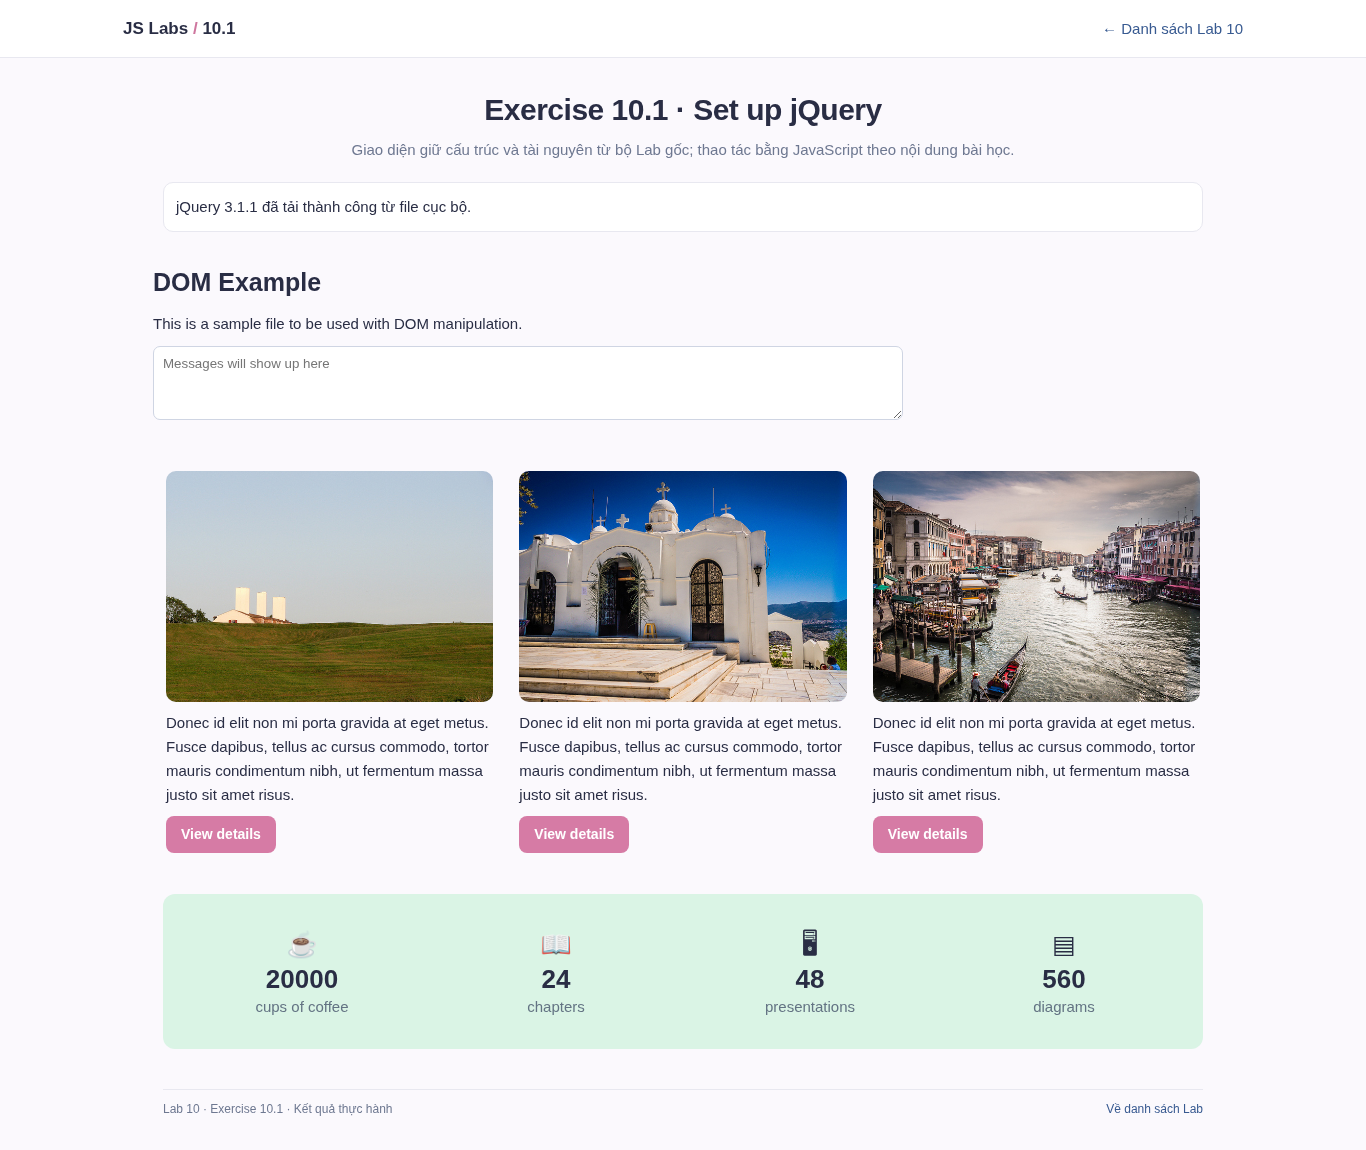 JS Labs / 10.1
← Danh sách Lab 10
Exercise 10.1 · Set up jQuery
Giao diện giữ cấu trúc và tài nguyên từ bộ Lab gốc; thao tác bằng JavaScript theo nội dung bài học.
jQuery 3.1.1 đã tải thành công từ file cục bộ.
DOM Example
This is a sample file to be used with DOM manipulation.
Messages will show up here
Donec id elit non mi porta gravida at eget metus.
Fusce dapibus, tellus ac cursus commodo, tortor
mauris condimentum nibh, ut fermentum massa
justo sit amet risus.
View details
Donec id elit non mi porta gravida at eget metus.
Fusce dapibus, tellus ac cursus commodo, tortor
mauris condimentum nibh, ut fermentum massa
justo sit amet risus.
View details
Donec id elit non mi porta gravida at eget metus.
Fusce dapibus, tellus ac cursus commodo, tortor
mauris condimentum nibh, ut fermentum massa
justo sit amet risus.
View details
20000
cups of coffee
24
chapters
48
presentations
560
diagrams
Lab 10 · Exercise 10.1 · Kết quả thực hành
Về danh sách Lab